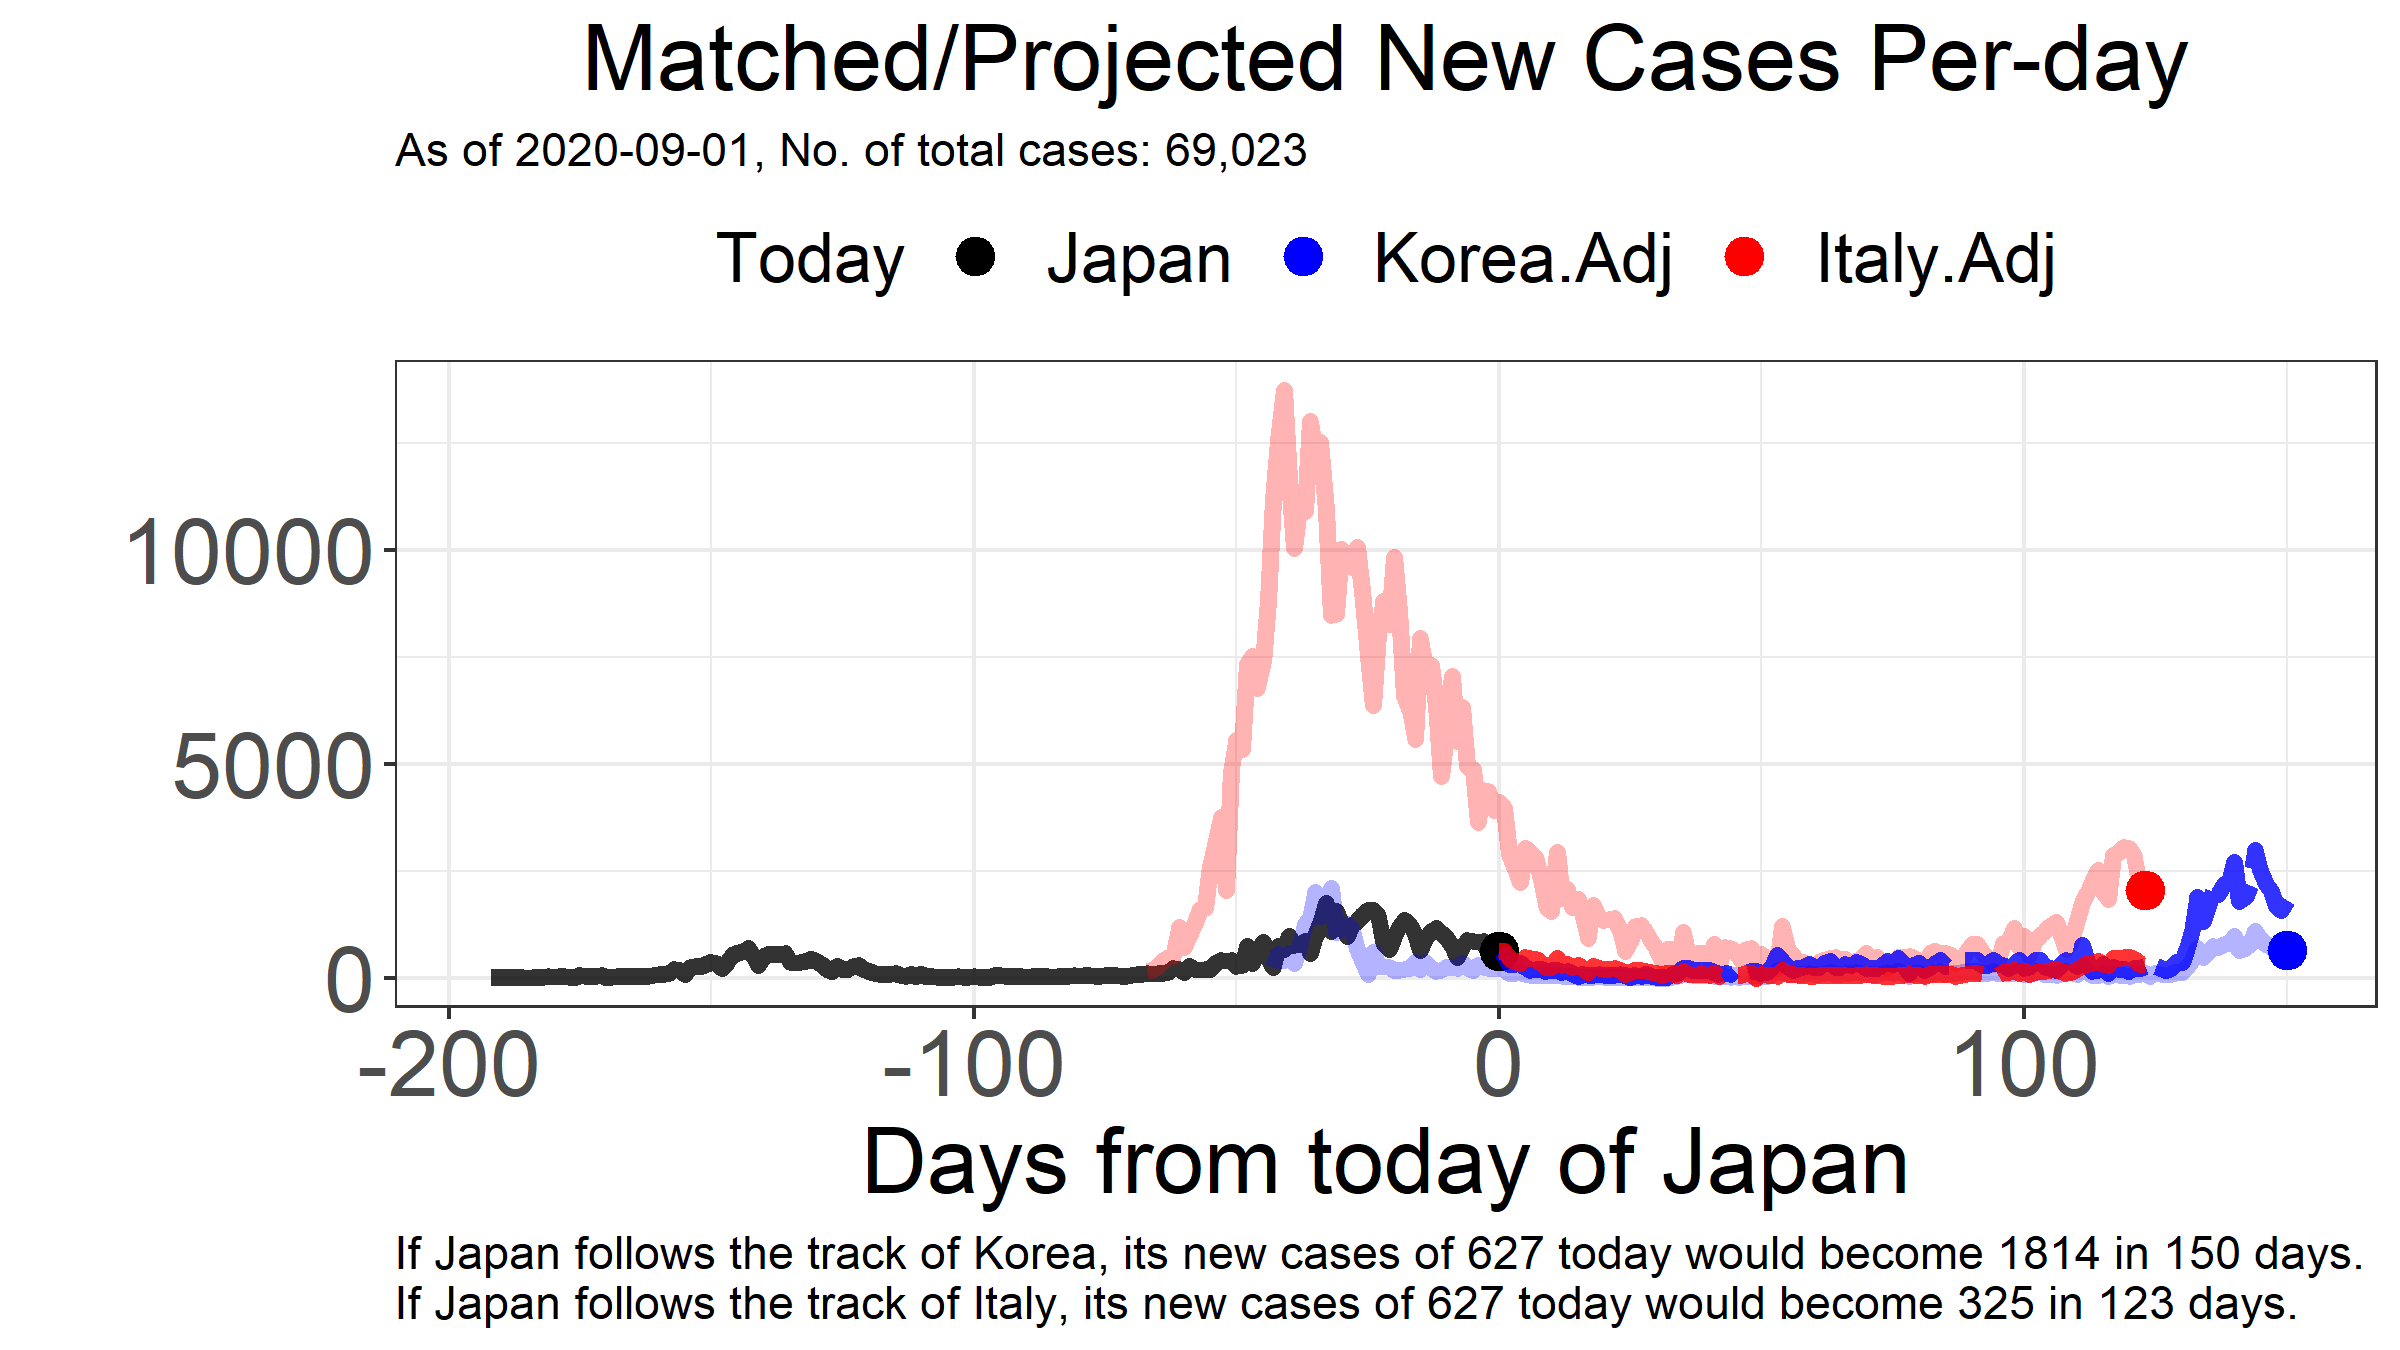 Matched/Projected New Cases Per-day
As of 2020-09-01, No. of total cases: 69,023
Today Japan Korea.Adj Italy.Adj
10000
5000
0
-200 -100 0 100
Days from today of Japan
If Japan follows the track of Korea, its new cases of 627 today would become 1814 in 150 days.
If Japan follows the track of Italy, its new cases of 627 today would become 325 in 123 days.